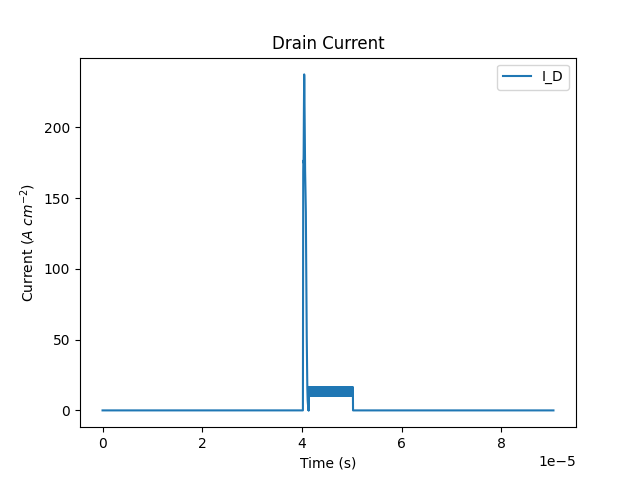 Drain Current
I_D
200
150
100
50
0
Current (A cm⁻²)
0 2 4 6 8
1e−5
Time (s)